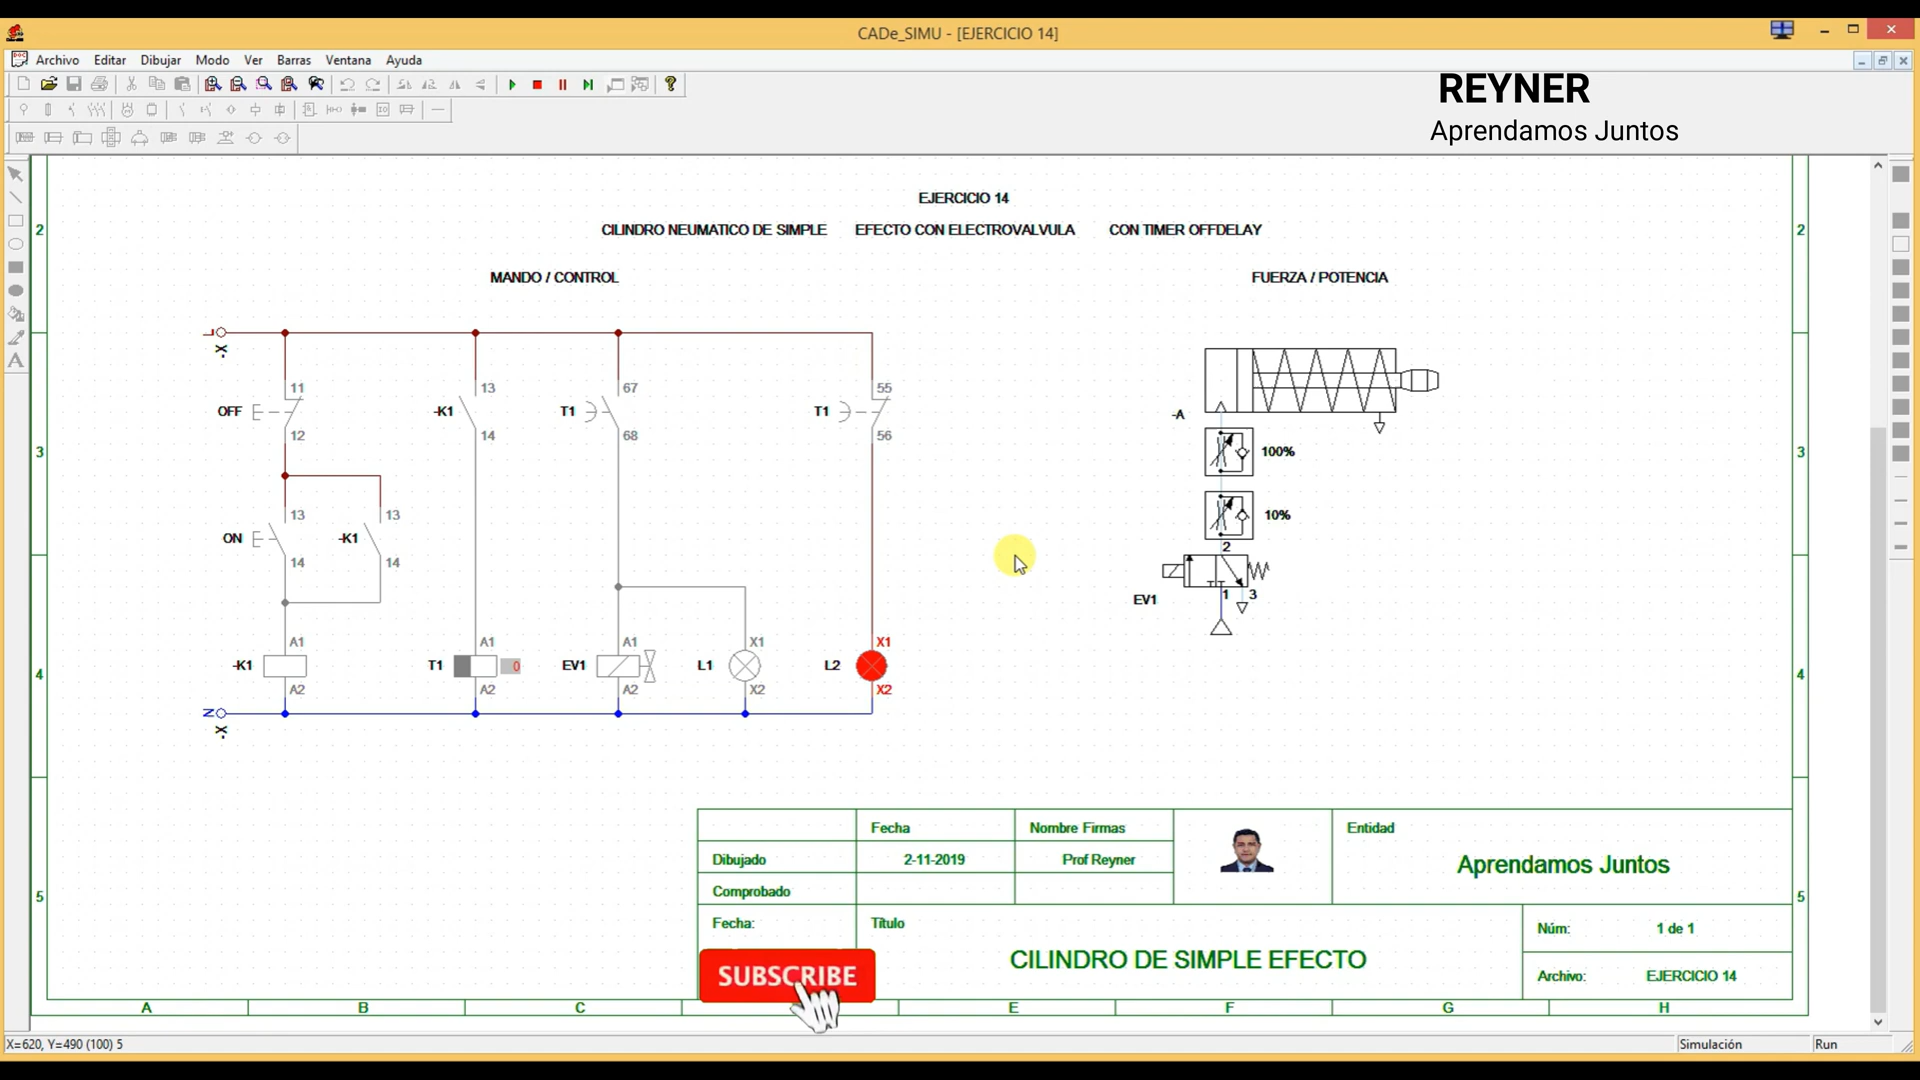 CADe_SIMU - [EJERCICIO 14]
Archivo Editar Dibujar Modo Ver Barras Ventana Ayuda
REYNER
Aprendamos Juntos
EJERCICIO 14
2 CILINDRO NEUMATICO DE SIMPLE EFECTO CON ELECTROVALVULA CON TIMER OFFDELAY 2
MANDO / CONTROL FUERZA / POTENCIA
L
-X
11 13 67 55
OFF -K1 T1 T1 -A
12 14 68 56
3 100% 3
13 13 10%
ON -K1
14 14 2
1 3
EV1
A1 A1 A1 X1 X1
-K1 T1 0 EV1 L1 L2
4 4
A2 A2 A2 X2 X2
N
-X
Fecha Nombre Firmas Entidad
Dibujado 2-11-2019 Prof Reyner Aprendamos Juntos
Comprobado
5 5
Fecha: Título Núm: 1 de 1
CILINDRO DE SIMPLE EFECTO
SUBSCRIBE Archivo: EJERCICIO 14
A B C E F G H
X=620, Y=490 (100) 5 Simulación Run